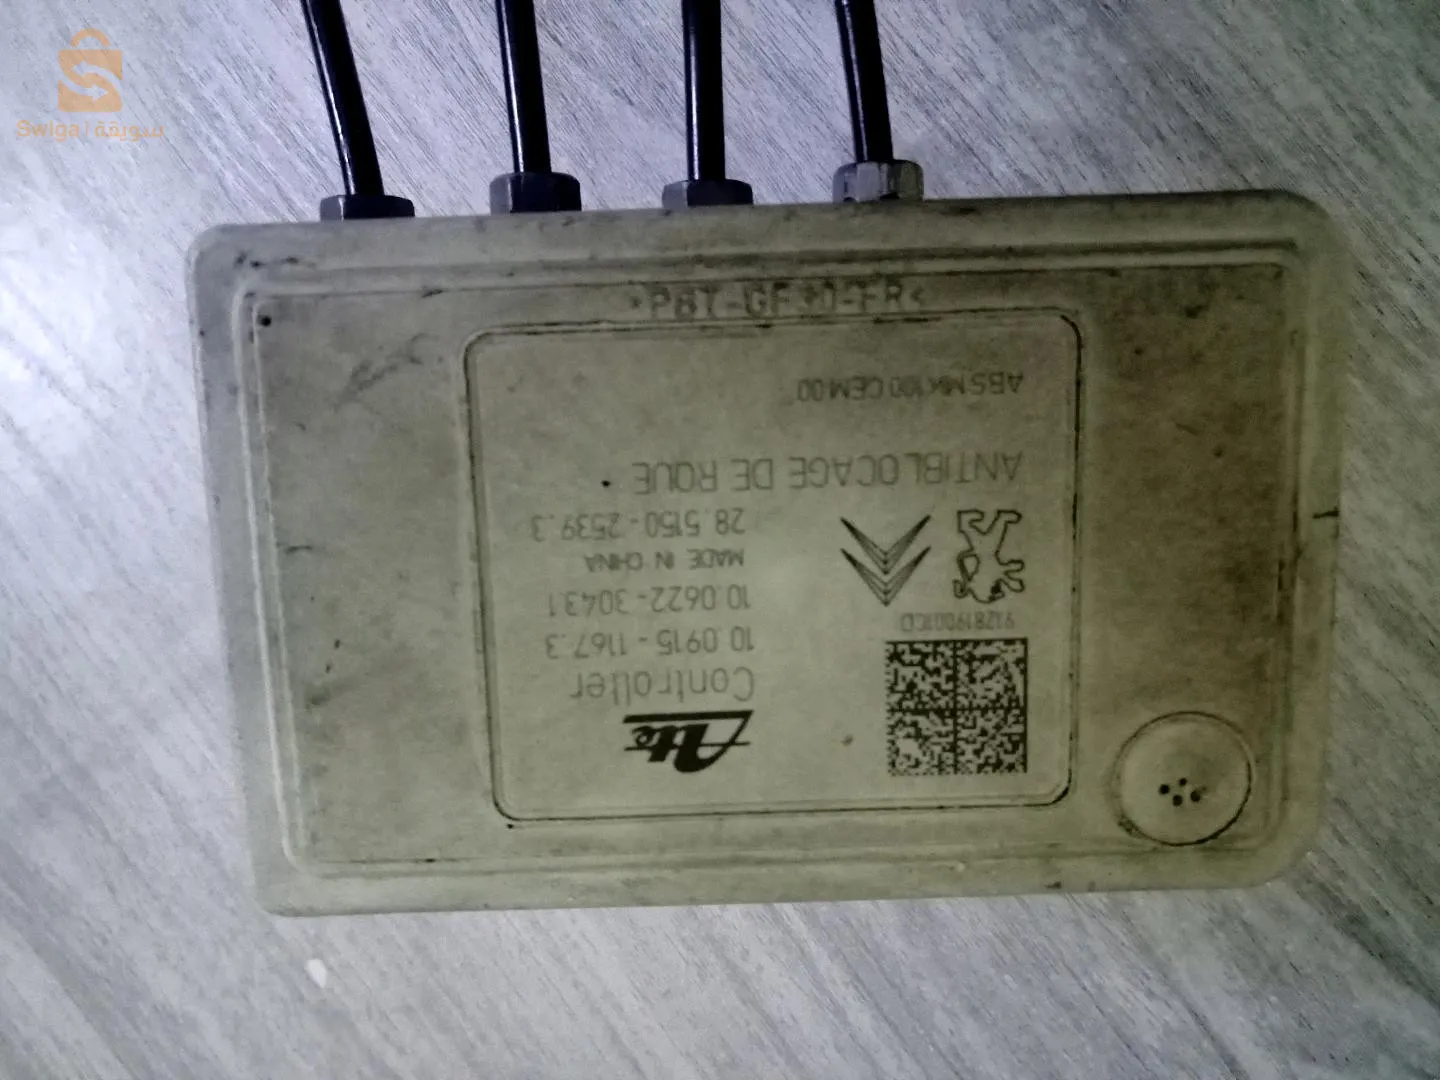 Swiga | سويقة
>PBT-GF30-FR<
Ate
Controller
10.0915-1167.3
10.0622-3043.1
MADE IN CHINA
28.5150-2539.3
ANTIBLOCAGE DE ROUE
ABS MK100 CEM 00